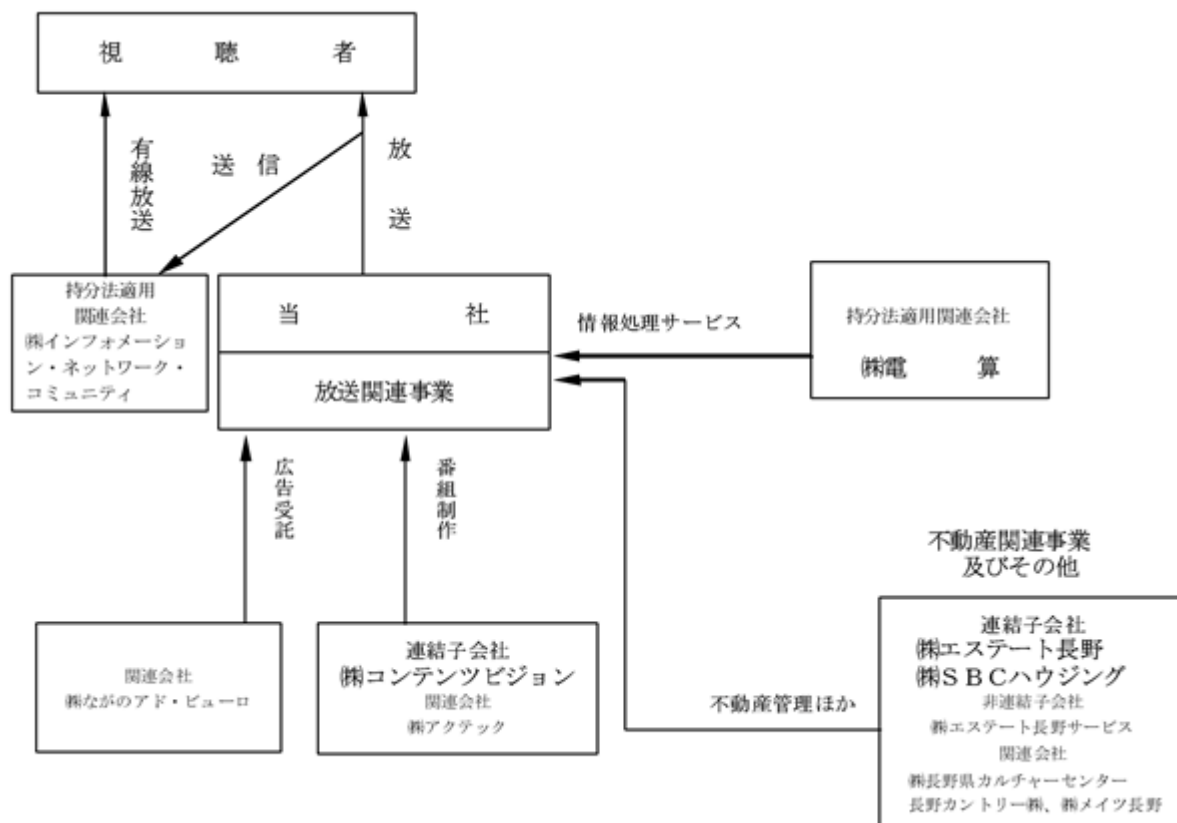 視 聴 者
有線放送
送 信
放 送
持分法適用
関連会社
㈱インフォメーショ
ン・ネットワーク・
コミュニティ
当 社
放送関連事業
情報処理サービス
持分法適用関連会社
㈱電 算
広告受託
番組制作
不動産関連事業
及びその他
関連会社
㈱ながのアド・ビューロ
連結子会社
㈱コンテンツビジョン
関連会社
㈱アクテック
不動産管理ほか
連結子会社
㈱エステート長野
㈱ＳＢＣハウジング
非連結子会社
㈱エステート長野サービス
関連会社
㈱長野県カルチャーセンター
長野カントリー㈱、㈱メイツ長野